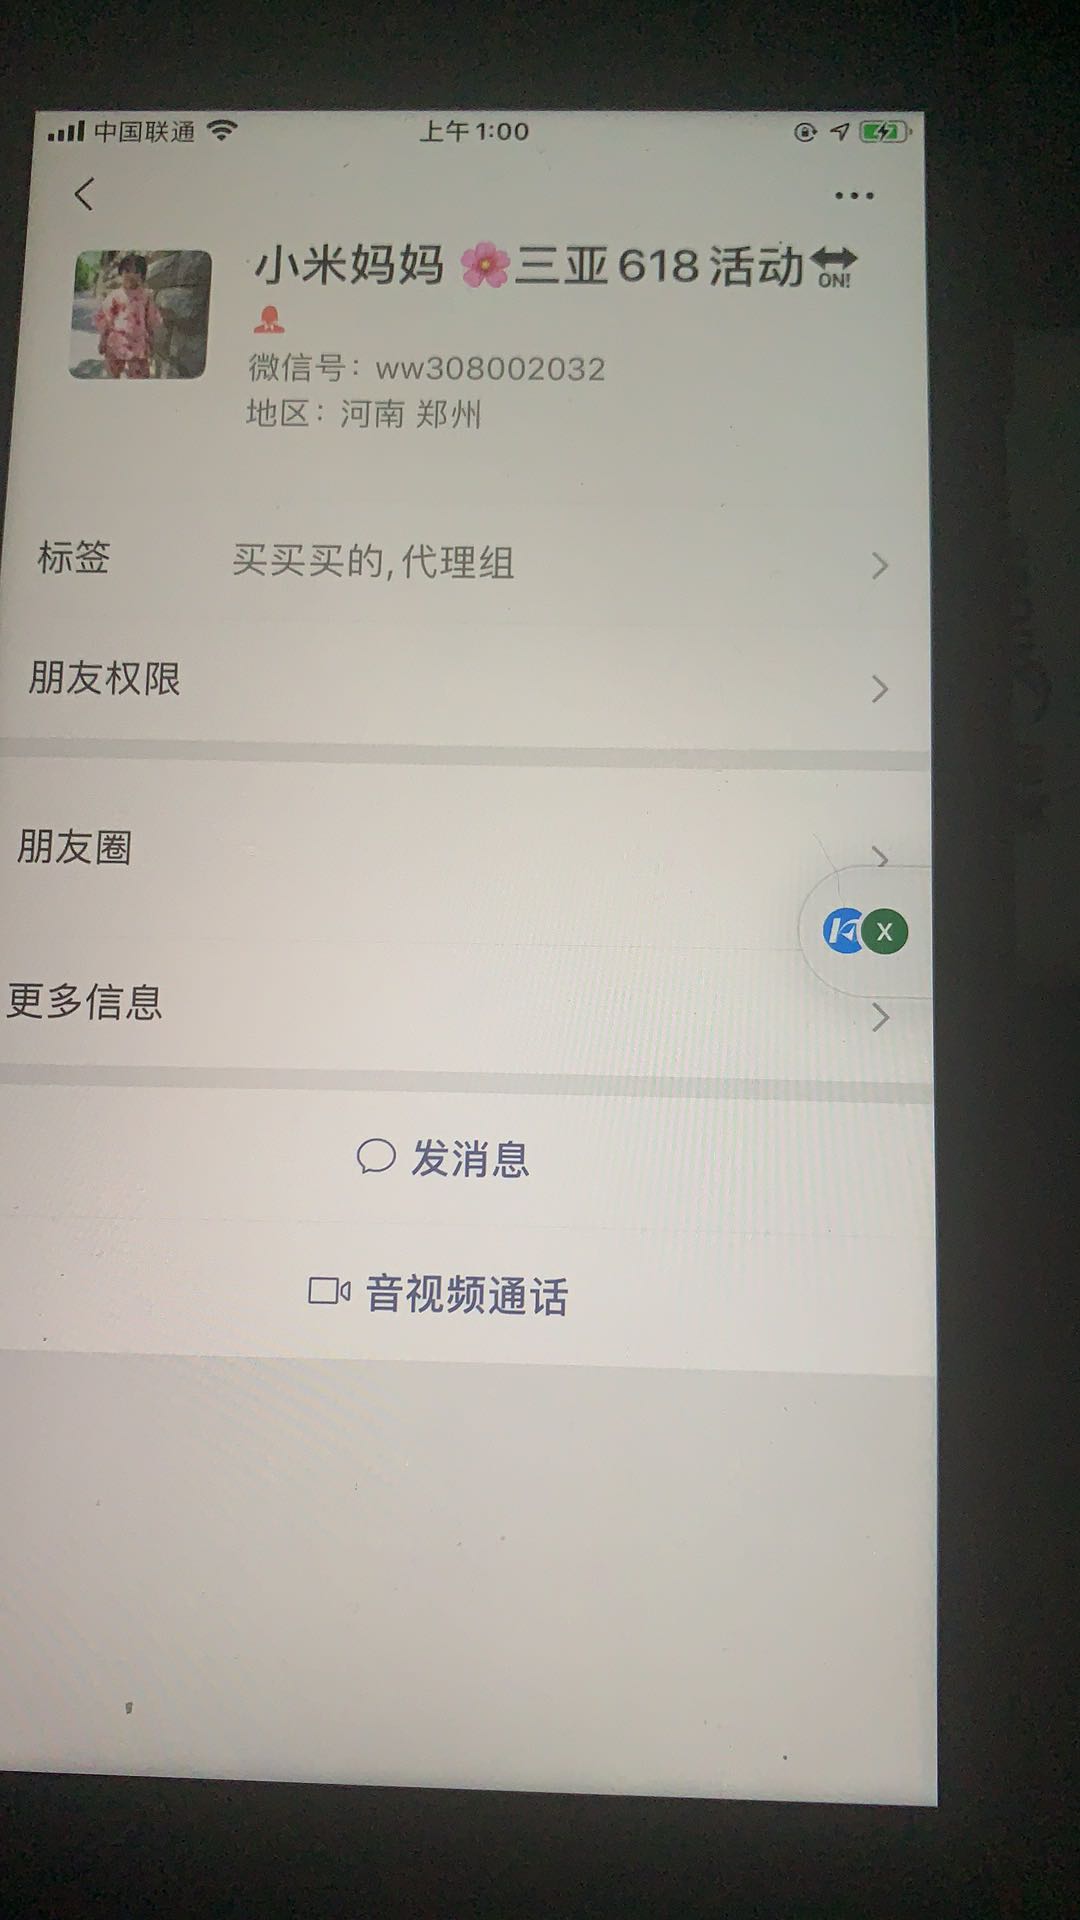 中国联通 上午1:00
小米妈妈 🌸三亚618活动↔️ON!
微信号：ww308002032
地区：河南 郑州
标签 买买买的,代理组
朋友权限
朋友圈
X
更多信息
发消息
音视频通话